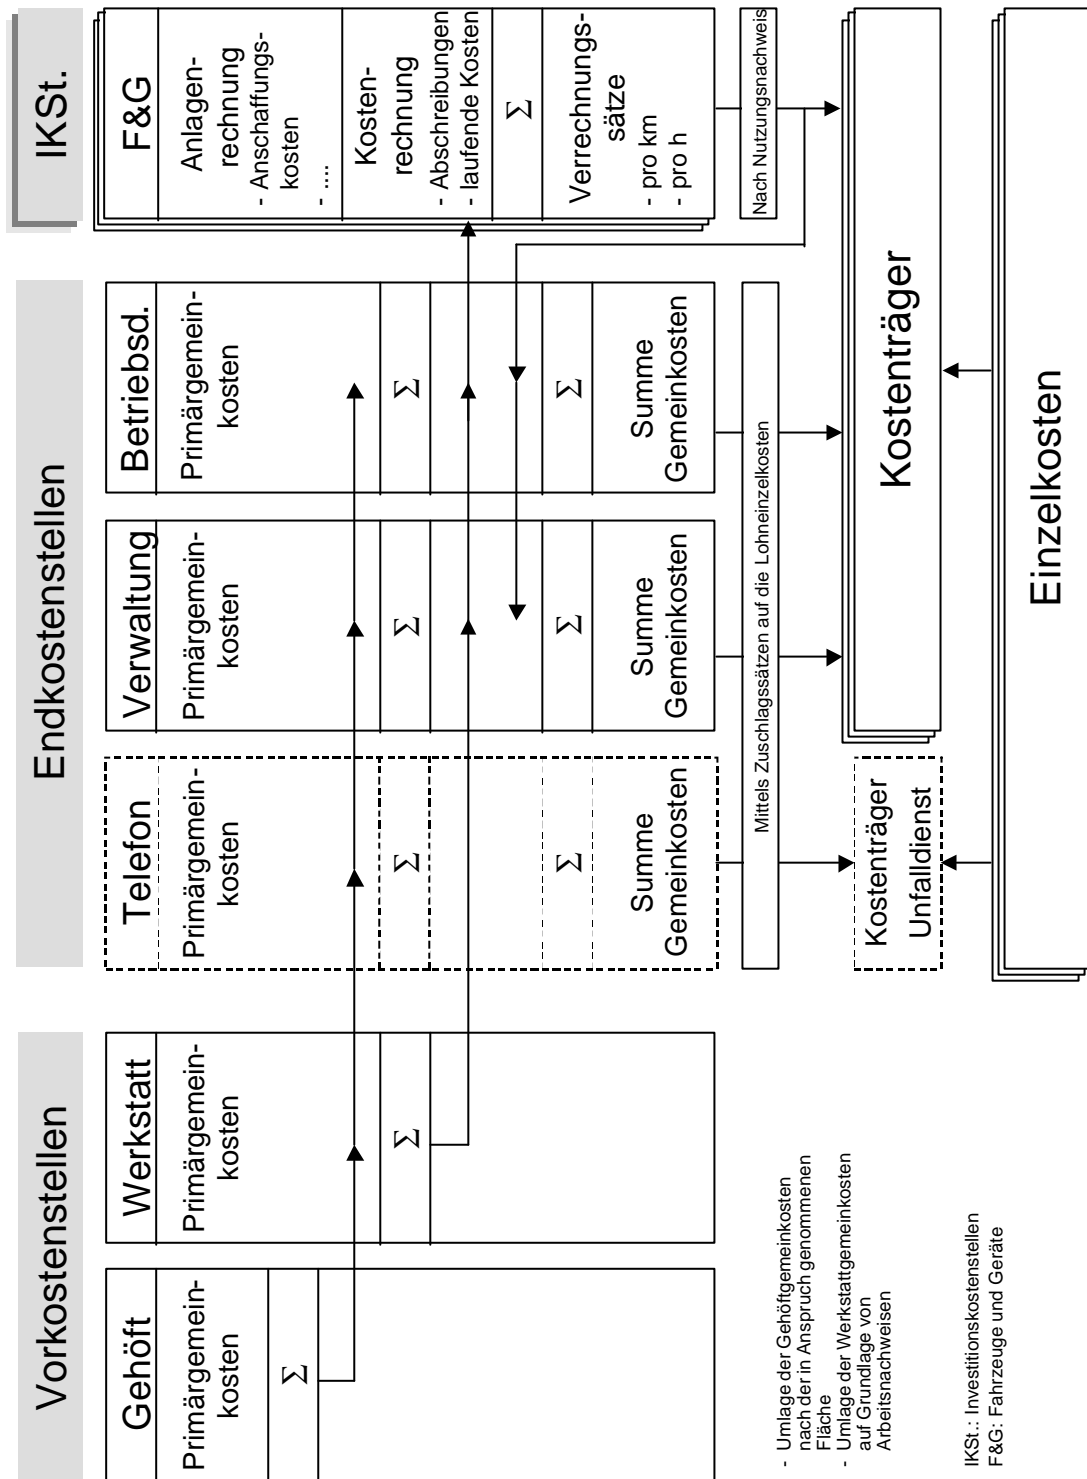 Vorkostenstellen
Endkostenstellen
IKSt.
Gehöft
Primärgemein-
kosten
Σ
Werkstatt
Primärgemein-
kosten
Σ
Telefon
Primärgemein-
kosten
Σ
Σ
Summe
Gemeinkosten
Verwaltung
Primärgemein-
kosten
Σ
Σ
Summe
Gemeinkosten
Betriebsd.
Primärgemein-
kosten
Σ
Σ
Summe
Gemeinkosten
F&G
Anlagen-
rechnung
- Anschaffungs-
kosten
- ....
Kosten-
rechnung
- Abschreibungen
- laufende Kosten
Σ
Verrechnungs-
sätze
- pro km
- pro h
Mittels Zuschlagssätzen auf die Lohneinzelkosten
Nach Nutzungsnachweis
- Umlage der Gehöftgemeinkosten
nach der in Anspruch genommenen
Fläche
- Umlage der Werkstattgemeinkosten
auf Grundlage von
Arbeitsnachweisen
Kostenträger
Unfalldienst
Kostenträger
IKSt.: Investitionskostenstellen
F&G: Fahrzeuge und Geräte
Einzelkosten